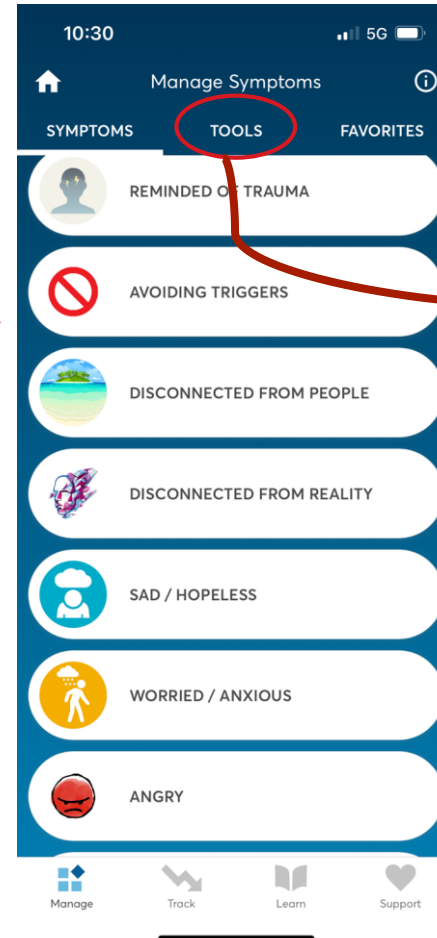 10:30 5G
Manage Symptoms
SYMPTOMS TOOLS FAVORITES
REMINDED OF TRAUMA
AVOIDING TRIGGERS
DISCONNECTED FROM PEOPLE
DISCONNECTED FROM REALITY
SAD / HOPELESS
WORRIED / ANXIOUS
ANGRY
Manage Track Learn Support